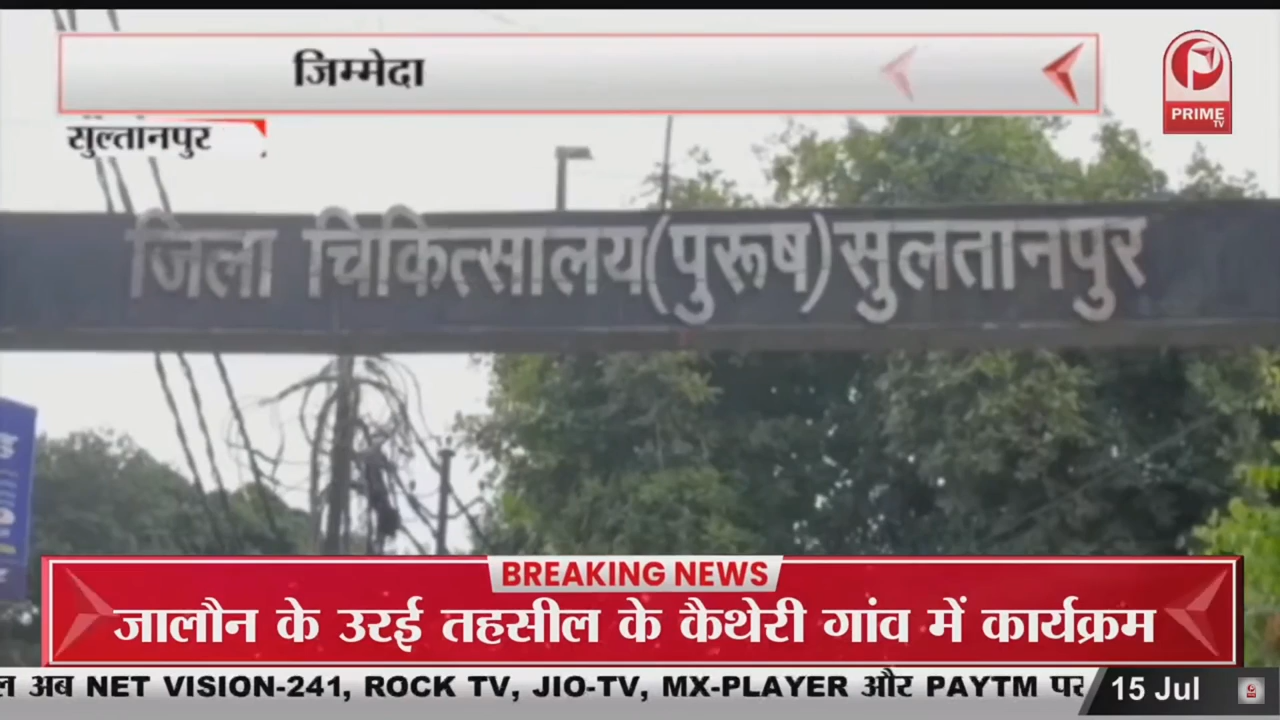 जिम्मेदा
PRIME
TV
सुल्तानपुर
जिला चिकित्सालय(पुरूष)सुलतानपुर
BREAKING NEWS
जालौन के उरई तहसील के कैथेरी गांव में कार्यक्रम
ल अब NET VISION-241, ROCK TV, JIO-TV, MX-PLAYER और PAYTM पर
15 Jul